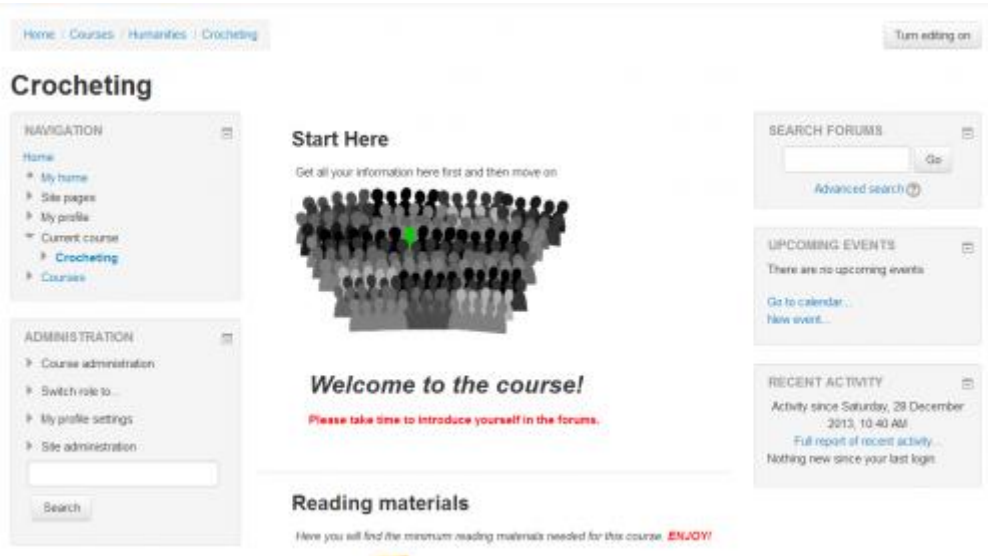 Home / Courses / Humanities / Crocheting
Turn editing on
Crocheting
NAVIGATION
Home
My home
Site pages
My profile
Current course
Crocheting
Courses
ADMINISTRATION
Course administration
Switch role to...
My profile settings
Site administration
Search
Start Here
Get all your information here first and then move on
Welcome to the course!
Please take time to introduce yourself in the forums.
Reading materials
Here you will find the minimum reading materials needed for this course. ENJOY!
SEARCH FORUMS
Go
Advanced search
UPCOMING EVENTS
There are no upcoming events
Go to calendar...
New event...
RECENT ACTIVITY
Activity since Saturday, 28 December
2013, 10:40 AM
Full report of recent activity...
Nothing new since your last login